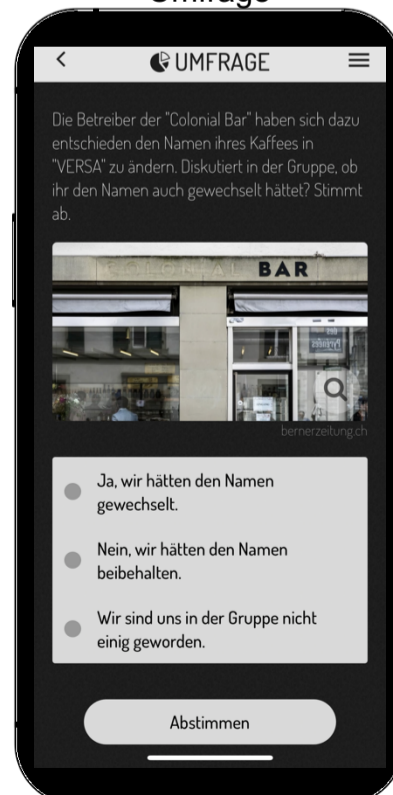 Umfrage
UMFRAGE
Die Betreiber der "Colonial Bar" haben sich dazu
entschieden den Namen ihres Kaffees in
"VERSA" zu ändern. Diskutiert in der Gruppe, ob
ihr den Namen auch gewechselt hättet? Stimmt
ab.
COLONIAL BAR
bernerzeitung.ch
Ja, wir hätten den Namen
gewechselt.
Nein, wir hätten den Namen
beibehalten.
Wir sind uns in der Gruppe nicht
einig geworden.
Abstimmen